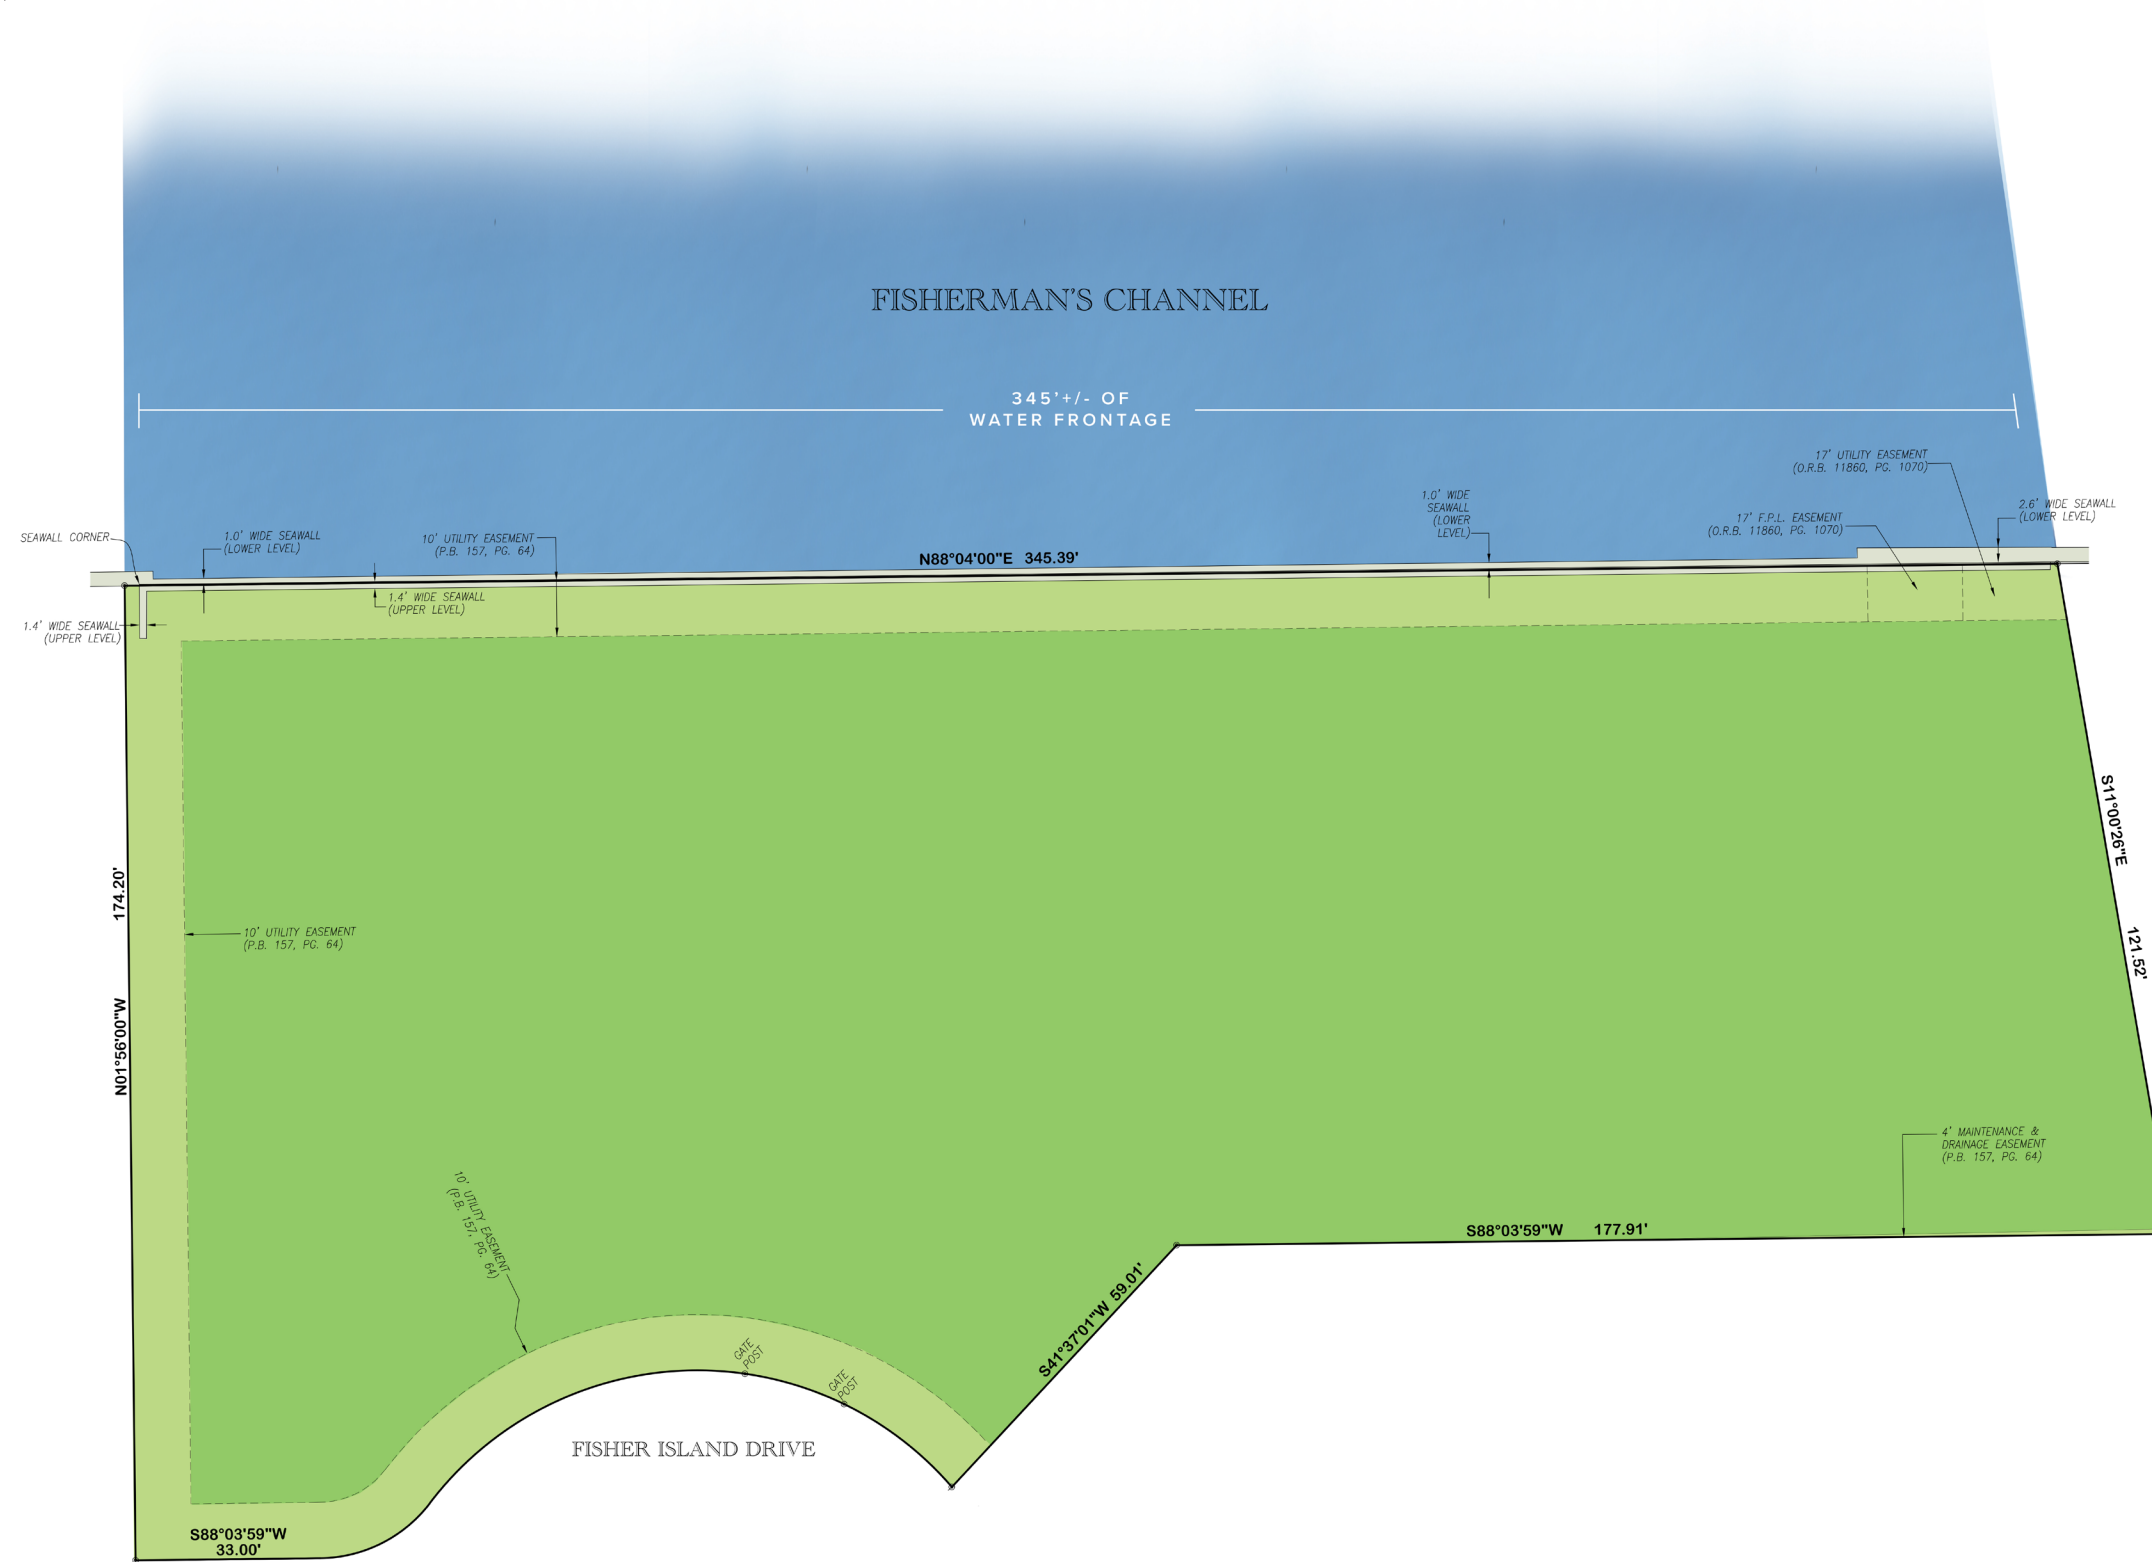 FISHERMAN'S CHANNEL
345'+/- OF
WATER FRONTAGE
17' UTILITY EASEMENT
(O.R.B. 11860, PG. 1070)
1.0' WIDE
SEAWALL
(LOWER
LEVEL)
17' F.P.L. EASEMENT
(O.R.B. 11860, PG. 1070)
2.6' WIDE SEAWALL
(LOWER LEVEL)
SEAWALL CORNER
1.0' WIDE SEAWALL
(LOWER LEVEL)
10' UTILITY EASEMENT
(P.B. 157, PG. 64)
N88°04'00"E 345.39'
1.4' WIDE SEAWALL
(UPPER LEVEL)
1.4' WIDE SEAWALL
(UPPER LEVEL)
S11°00'26"E
121.52'
174.20'
N01°56'00"W
10' UTILITY EASEMENT
(P.B. 157, PG. 64)
4' MAINTENANCE &
DRAINAGE EASEMENT
(P.B. 157, PG. 64)
10' UTILITY EASEMENT
(P.B. 157, PG. 64)
S88°03'59"W 177.91'
S41°37'01"W 59.01'
GATE
POST
GATE
POST
FISHER ISLAND DRIVE
S88°03'59"W
33.00'